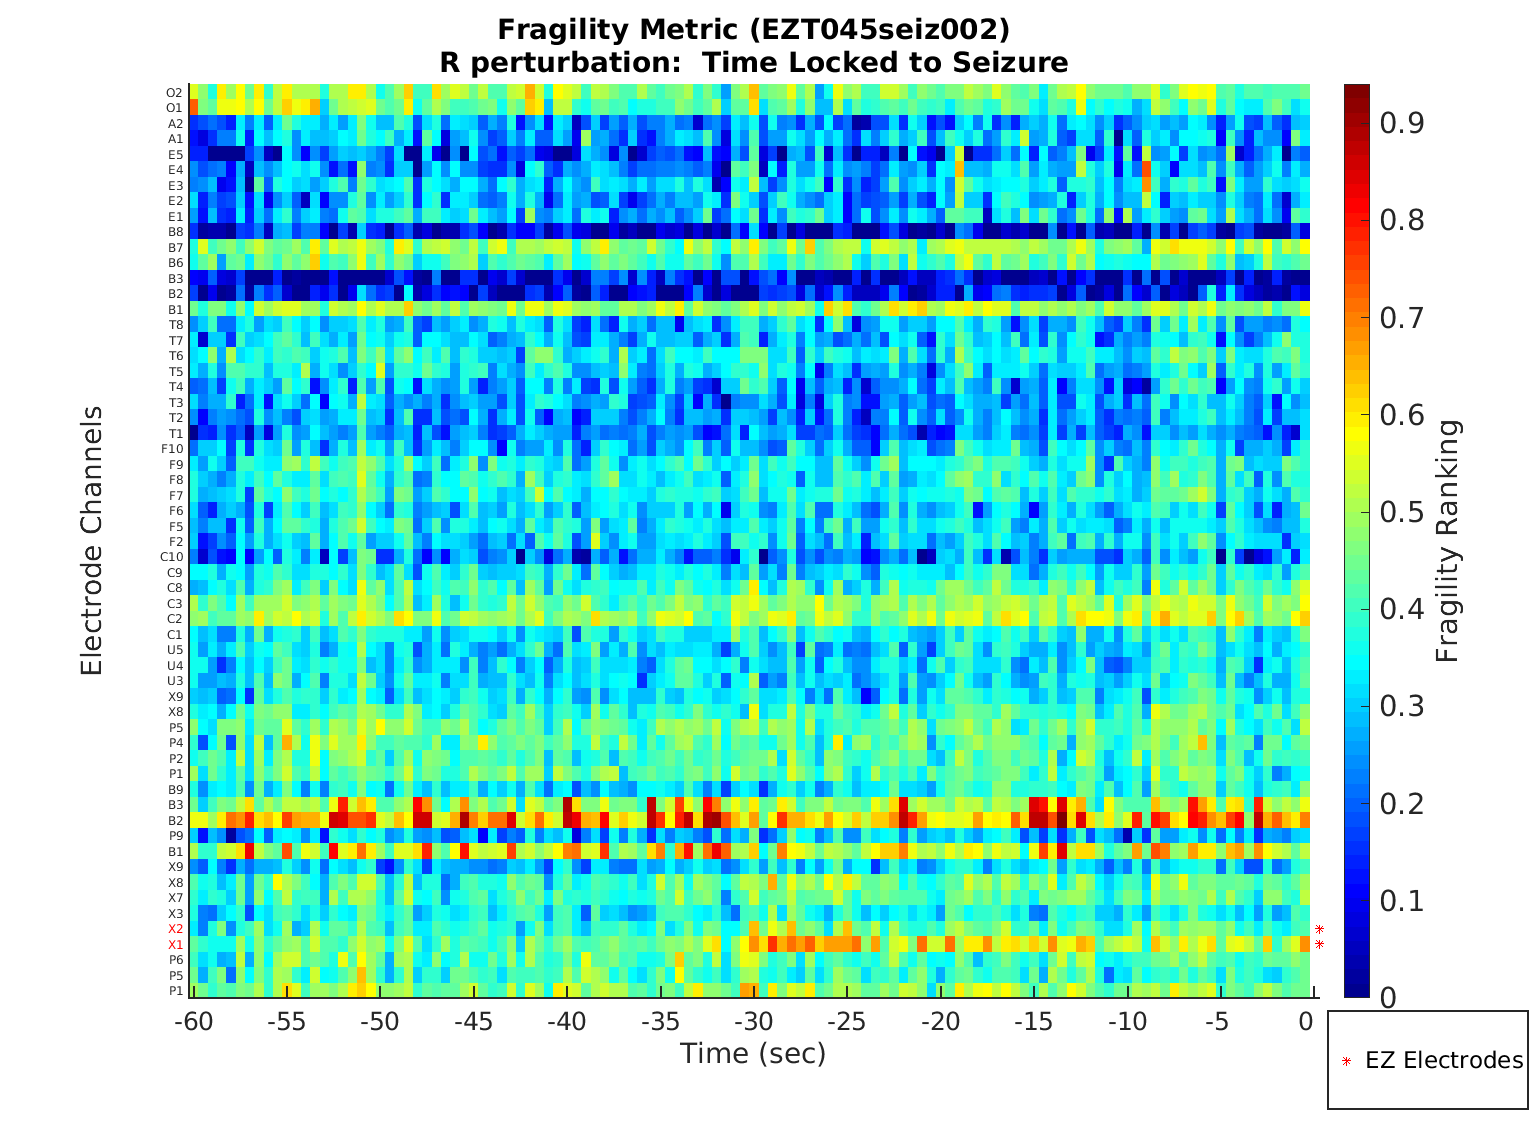 Fragility Metric (EZT045seiz002)
R perturbation:  Time Locked to Seizure
Electrode Channels
O2
O1
A2
A1
E5
E4
E3
E2
E1
B8
B7
B6
B3
B2
B1
T8
T7
T6
T5
T4
T3
T2
T1
F10
F9
F8
F7
F6
F5
F2
C10
C9
C8
C3
C2
C1
U5
U4
U3
X9
X8
P5
P4
P2
P1
B9
B3
B2
P9
B1
X9
X8
X7
X3
X2
X1
P6
P5
P1
-60 -55 -50 -45 -40 -35 -30 -25 -20 -15 -10 -5 0
Time (sec)
0.9
0.8
0.7
0.6
0.5
0.4
0.3
0.2
0.1
0
Fragility Ranking
EZ Electrodes